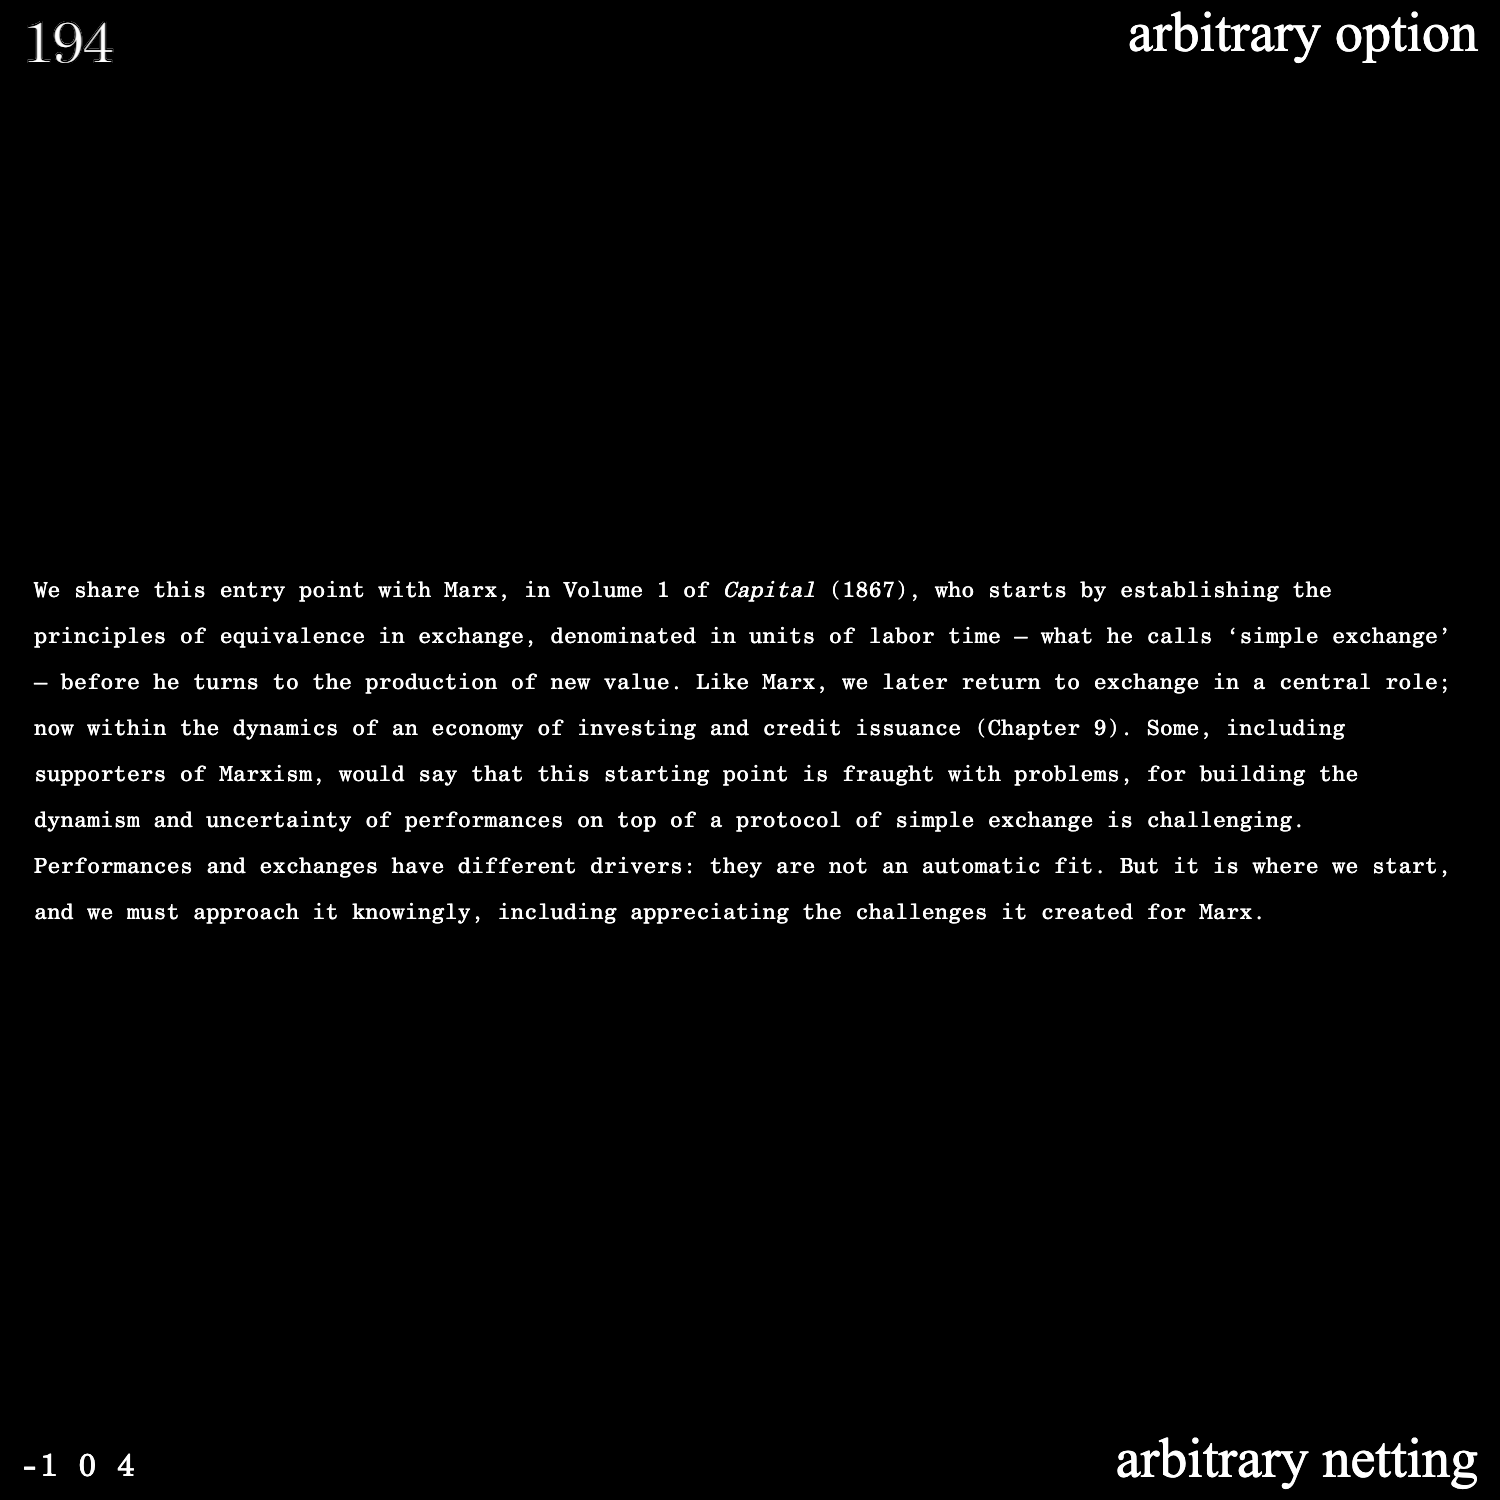 194
arbitrary option
We share this entry point with Marx, in Volume 1 of Capital (1867), who starts by establishing the
principles of equivalence in exchange, denominated in units of labor time — what he calls ‘simple exchange’
— before he turns to the production of new value. Like Marx, we later return to exchange in a central role;
now within the dynamics of an economy of investing and credit issuance (Chapter 9). Some, including
supporters of Marxism, would say that this starting point is fraught with problems, for building the
dynamism and uncertainty of performances on top of a protocol of simple exchange is challenging.
Performances and exchanges have different drivers: they are not an automatic fit. But it is where we start,
and we must approach it knowingly, including appreciating the challenges it created for Marx.
-1 0 4
arbitrary netting